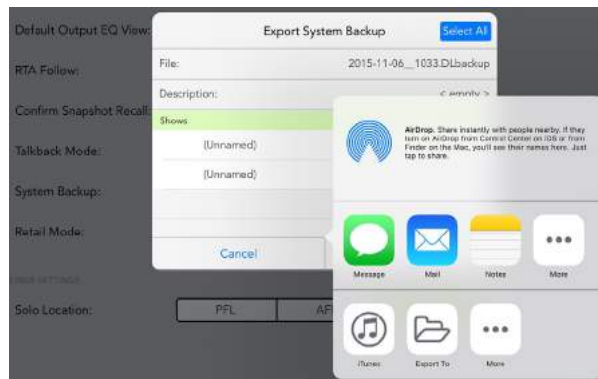 Default Output EQ View:
Export System Backup
Select All
RTA Follow:
File:
2015-11-06__1033.DLbackup
Description:
< empty >
Confirm Snapshot Recall:
Shows
AirDrop. Share instantly with people nearby. If they
turn on AirDrop from Control Center on iOS or from
Finder on the Mac, you'll see their names here. Just
tap to share.
(Unnamed)
Talkback Mode:
(Unnamed)
System Backup:
Retail Mode:
Cancel
Message
Mail
Notes
More
Solo Location:
PFL
iTunes
Export To
More